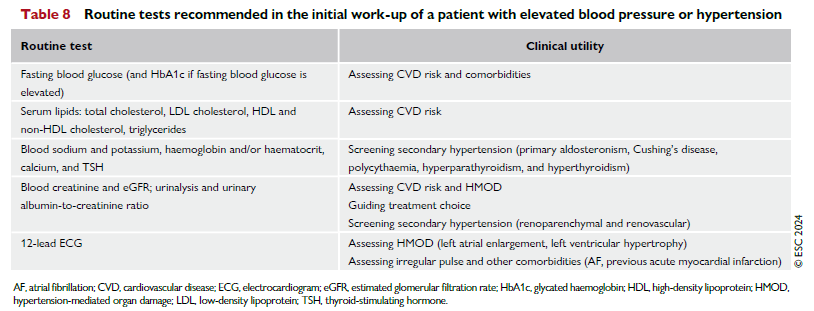 Table 8 Routine tests recommended in the initial work-up of a patient with elevated blood pressure or hypertension
Routine test
Clinical utility
Fasting blood glucose (and HbA1c if fasting blood glucose is
elevated)
Assessing CVD risk and comorbidities
Serum lipids: total cholesterol, LDL cholesterol, HDL and
non-HDL cholesterol, triglycerides
Assessing CVD risk
Blood sodium and potassium, haemoglobin and/or haematocrit,
calcium, and TSH
Screening secondary hypertension (primary aldosteronism, Cushing's disease,
polycythaemia, hyperparathyroidism, and hyperthyroidism)
Blood creatinine and eGFR; urinalysis and urinary
albumin-to-creatinine ratio
Assessing CVD risk and HMOD
Guiding treatment choice
Screening secondary hypertension (renoparenchymal and renovascular)
12-lead ECG
Assessing HMOD (left atrial enlargement, left ventricular hypertrophy)
Assessing irregular pulse and other comorbidities (AF, previous acute myocardial infarction)
© ESC 2024
AF, atrial fibrillation; CVD, cardiovascular disease; ECG, electrocardiogram; eGFR, estimated glomerular filtration rate; HbA1c, glycated haemoglobin; HDL, high-density lipoprotein; HMOD,
hypertension-mediated organ damage; LDL, low-density lipoprotein; TSH, thyroid-stimulating hormone.